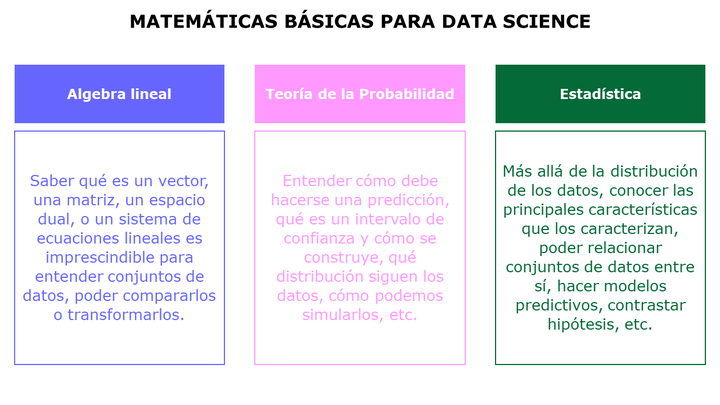 MATEMÁTICAS BÁSICAS PARA DATA SCIENCE
Algebra lineal
Saber qué es un vector,
una matriz, un espacio
dual, o un sistema de
ecuaciones lineales es
imprescindible para
entender conjuntos de
datos, poder compararlos
o transformarlos.
Teoría de la Probabilidad
Entender cómo debe
hacerse una predicción,
qué es un intervalo de
confianza y cómo se
construye, qué
distribución siguen los
datos, cómo podemos
simularlos, etc.
Estadística
Más allá de la distribución
de los datos, conocer las
principales características
que los caracterizan,
poder relacionar
conjuntos de datos entre
sí, hacer modelos
predictivos, contrastar
hipótesis, etc.